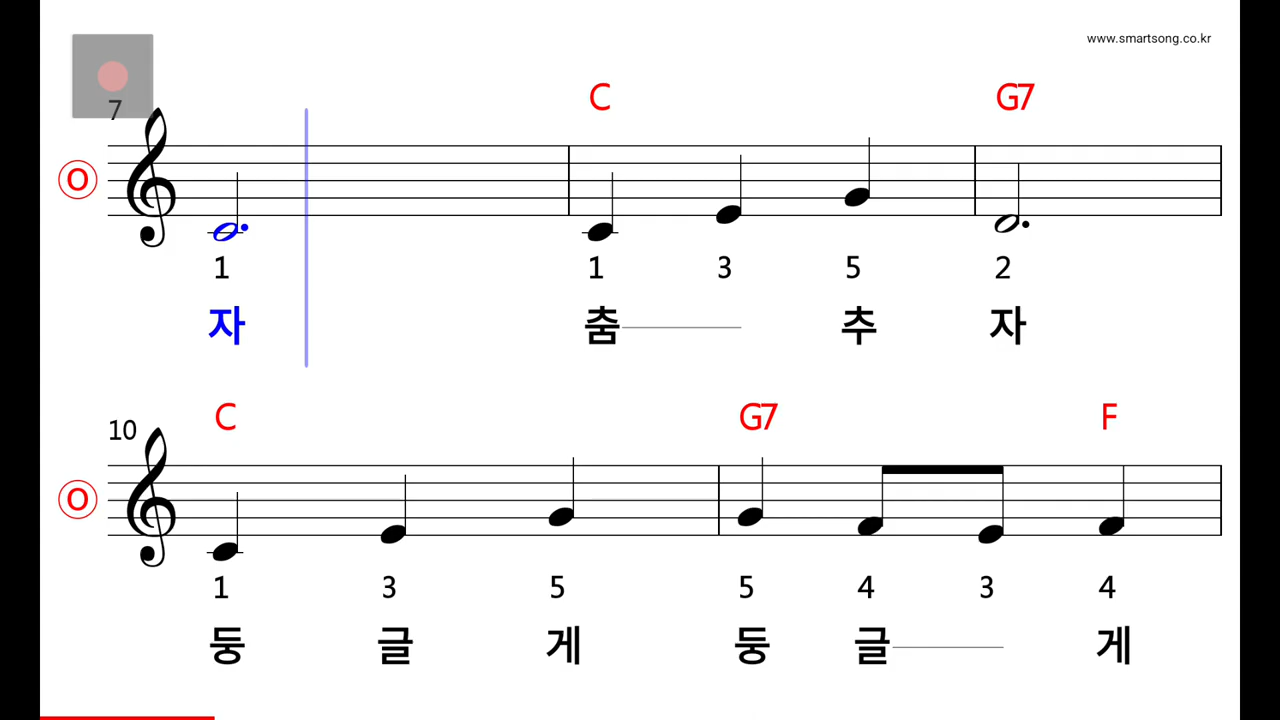 www.smartsong.co.kr
7 C G7
O
1 1 3 5 2
자 춤 추 자
10 C G7 F
O
1 3 5 5 4 3 4
둥 글 게 둥 글 게